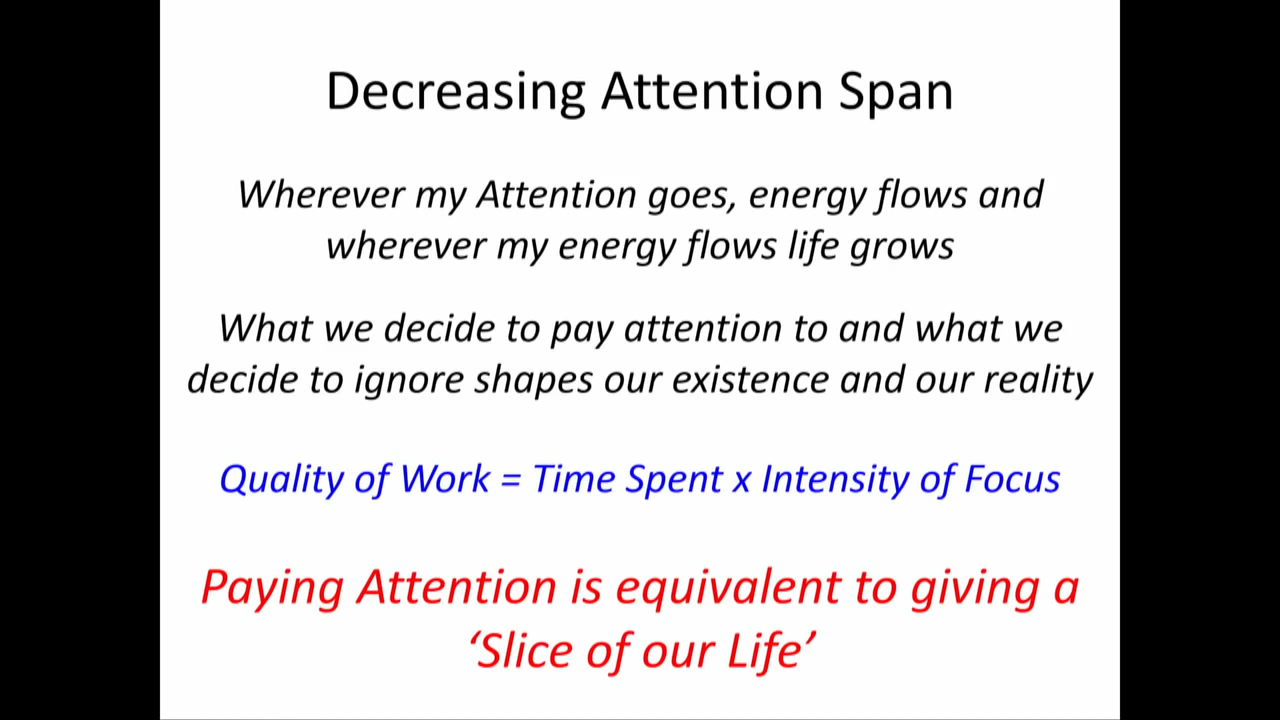 Decreasing Attention Span
Wherever my Attention goes, energy flows and
wherever my energy flows life grows
What we decide to pay attention to and what we
decide to ignore shapes our existence and our reality
Quality of Work = Time Spent x Intensity of Focus
Paying Attention is equivalent to giving a
‘Slice of our Life’